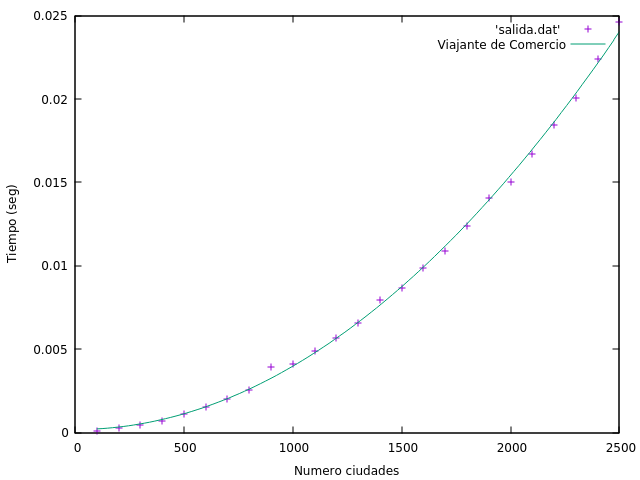 0.025
0.02
0.015
0.01
0.005
0
0 500 1000 1500 2000 2500
Tiempo (seg)
Numero ciudades
'salida.dat'
Viajante de Comercio